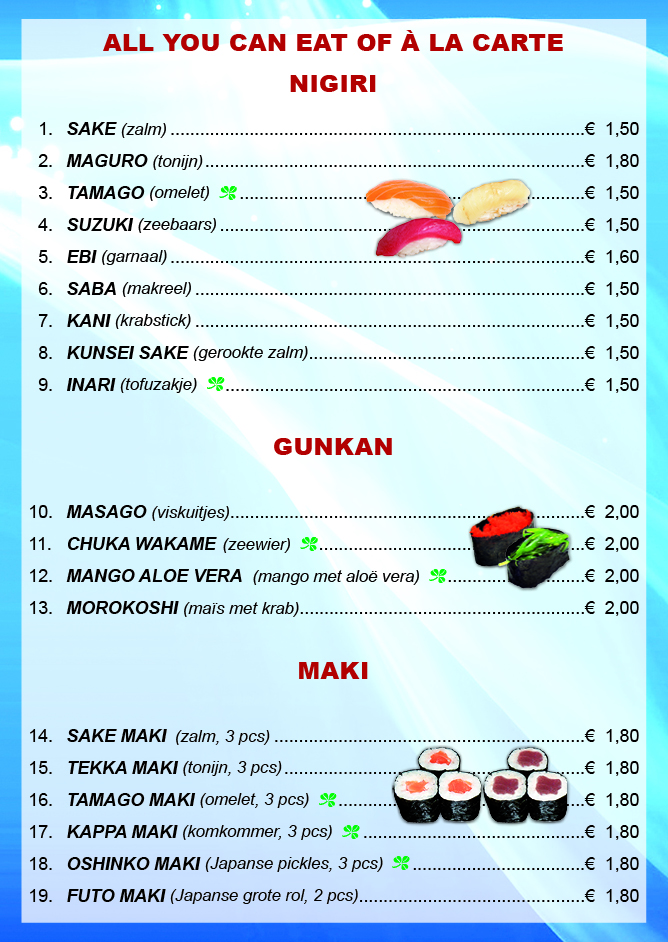 ALL YOU CAN EAT OF À LA CARTE
NIGIRI
1. SAKE (zalm) ........ € 1,50
2. MAGURO (tonijn) ........ € 1,80
3. TAMAGO (omelet) ........ € 1,50
4. SUZUKI (zeebaars) ........ € 1,50
5. EBI (garnaal) ........ € 1,60
6. SABA (makreel) ........ € 1,50
7. KANI (krabstick) ........ € 1,50
8. KUNSEI SAKE (gerookte zalm) ........ € 1,50
9. INARI (tofuzakje) ........ € 1,50
GUNKAN
10. MASAGO (viskuitjes) ........ € 2,00
11. CHUKA WAKAME (zeewier) ........ € 2,00
12. MANGO ALOE VERA (mango met aloë vera) ........ € 2,00
13. MOROKOSHI (maïs met krab) ........ € 2,00
MAKI
14. SAKE MAKI (zalm, 3 pcs) ........ € 1,80
15. TEKKA MAKI (tonijn, 3 pcs) ........ € 1,80
16. TAMAGO MAKI (omelet, 3 pcs) ........ € 1,80
17. KAPPA MAKI (komkommer, 3 pcs) ........ € 1,80
18. OSHINKO MAKI (Japanse pickles, 3 pcs) ........ € 1,80
19. FUTO MAKI (Japanse grote rol, 2 pcs) ........ € 1,80